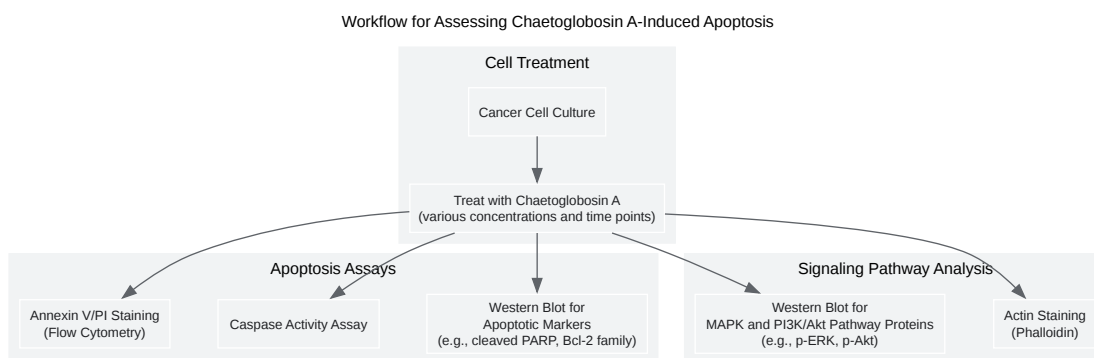 Workflow for Assessing Chaetoglobosin A-Induced Apoptosis
Cell Treatment
Cancer Cell Culture
Treat with Chaetoglobosin A
(various concentrations and time points)
Apoptosis Assays
Annexin V/PI Staining
(Flow Cytometry)
Caspase Activity Assay
Western Blot for
Apoptotic Markers
(e.g., cleaved PARP, Bcl-2 family)
Signaling Pathway Analysis
Western Blot for
MAPK and PI3K/Akt Pathway Proteins
(e.g., p-ERK, p-Akt)
Actin Staining
(Phalloidin)